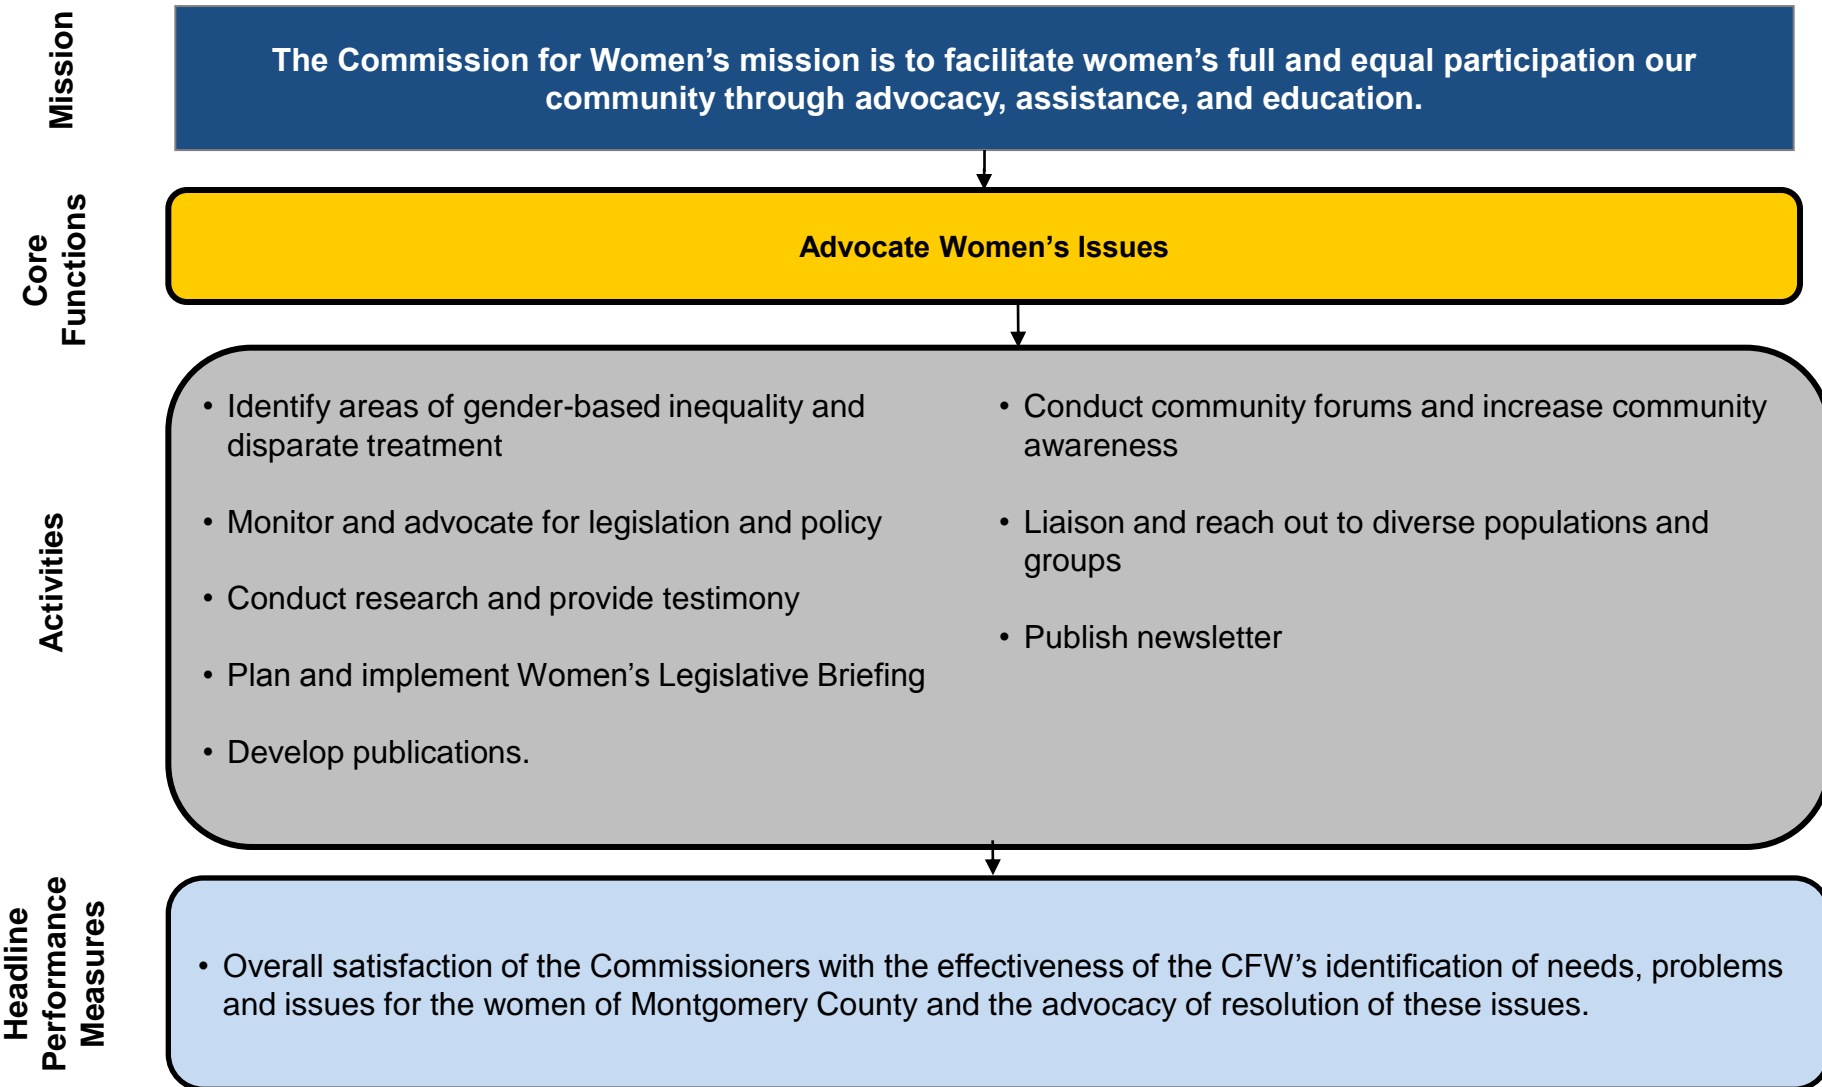 Mission
The Commission for Women’s mission is to facilitate women’s full and equal participation our
community through advocacy, assistance, and education.
Core
Functions
Advocate Women’s Issues
Activities
• Identify areas of gender-based inequality and
disparate treatment
• Monitor and advocate for legislation and policy
• Conduct research and provide testimony
• Plan and implement Women’s Legislative Briefing
• Develop publications.
• Conduct community forums and increase community
awareness
• Liaison and reach out to diverse populations and
groups
• Publish newsletter
Headline
Performance
Measures
• Overall satisfaction of the Commissioners with the effectiveness of the CFW’s identification of needs, problems
and issues for the women of Montgomery County and the advocacy of resolution of these issues.